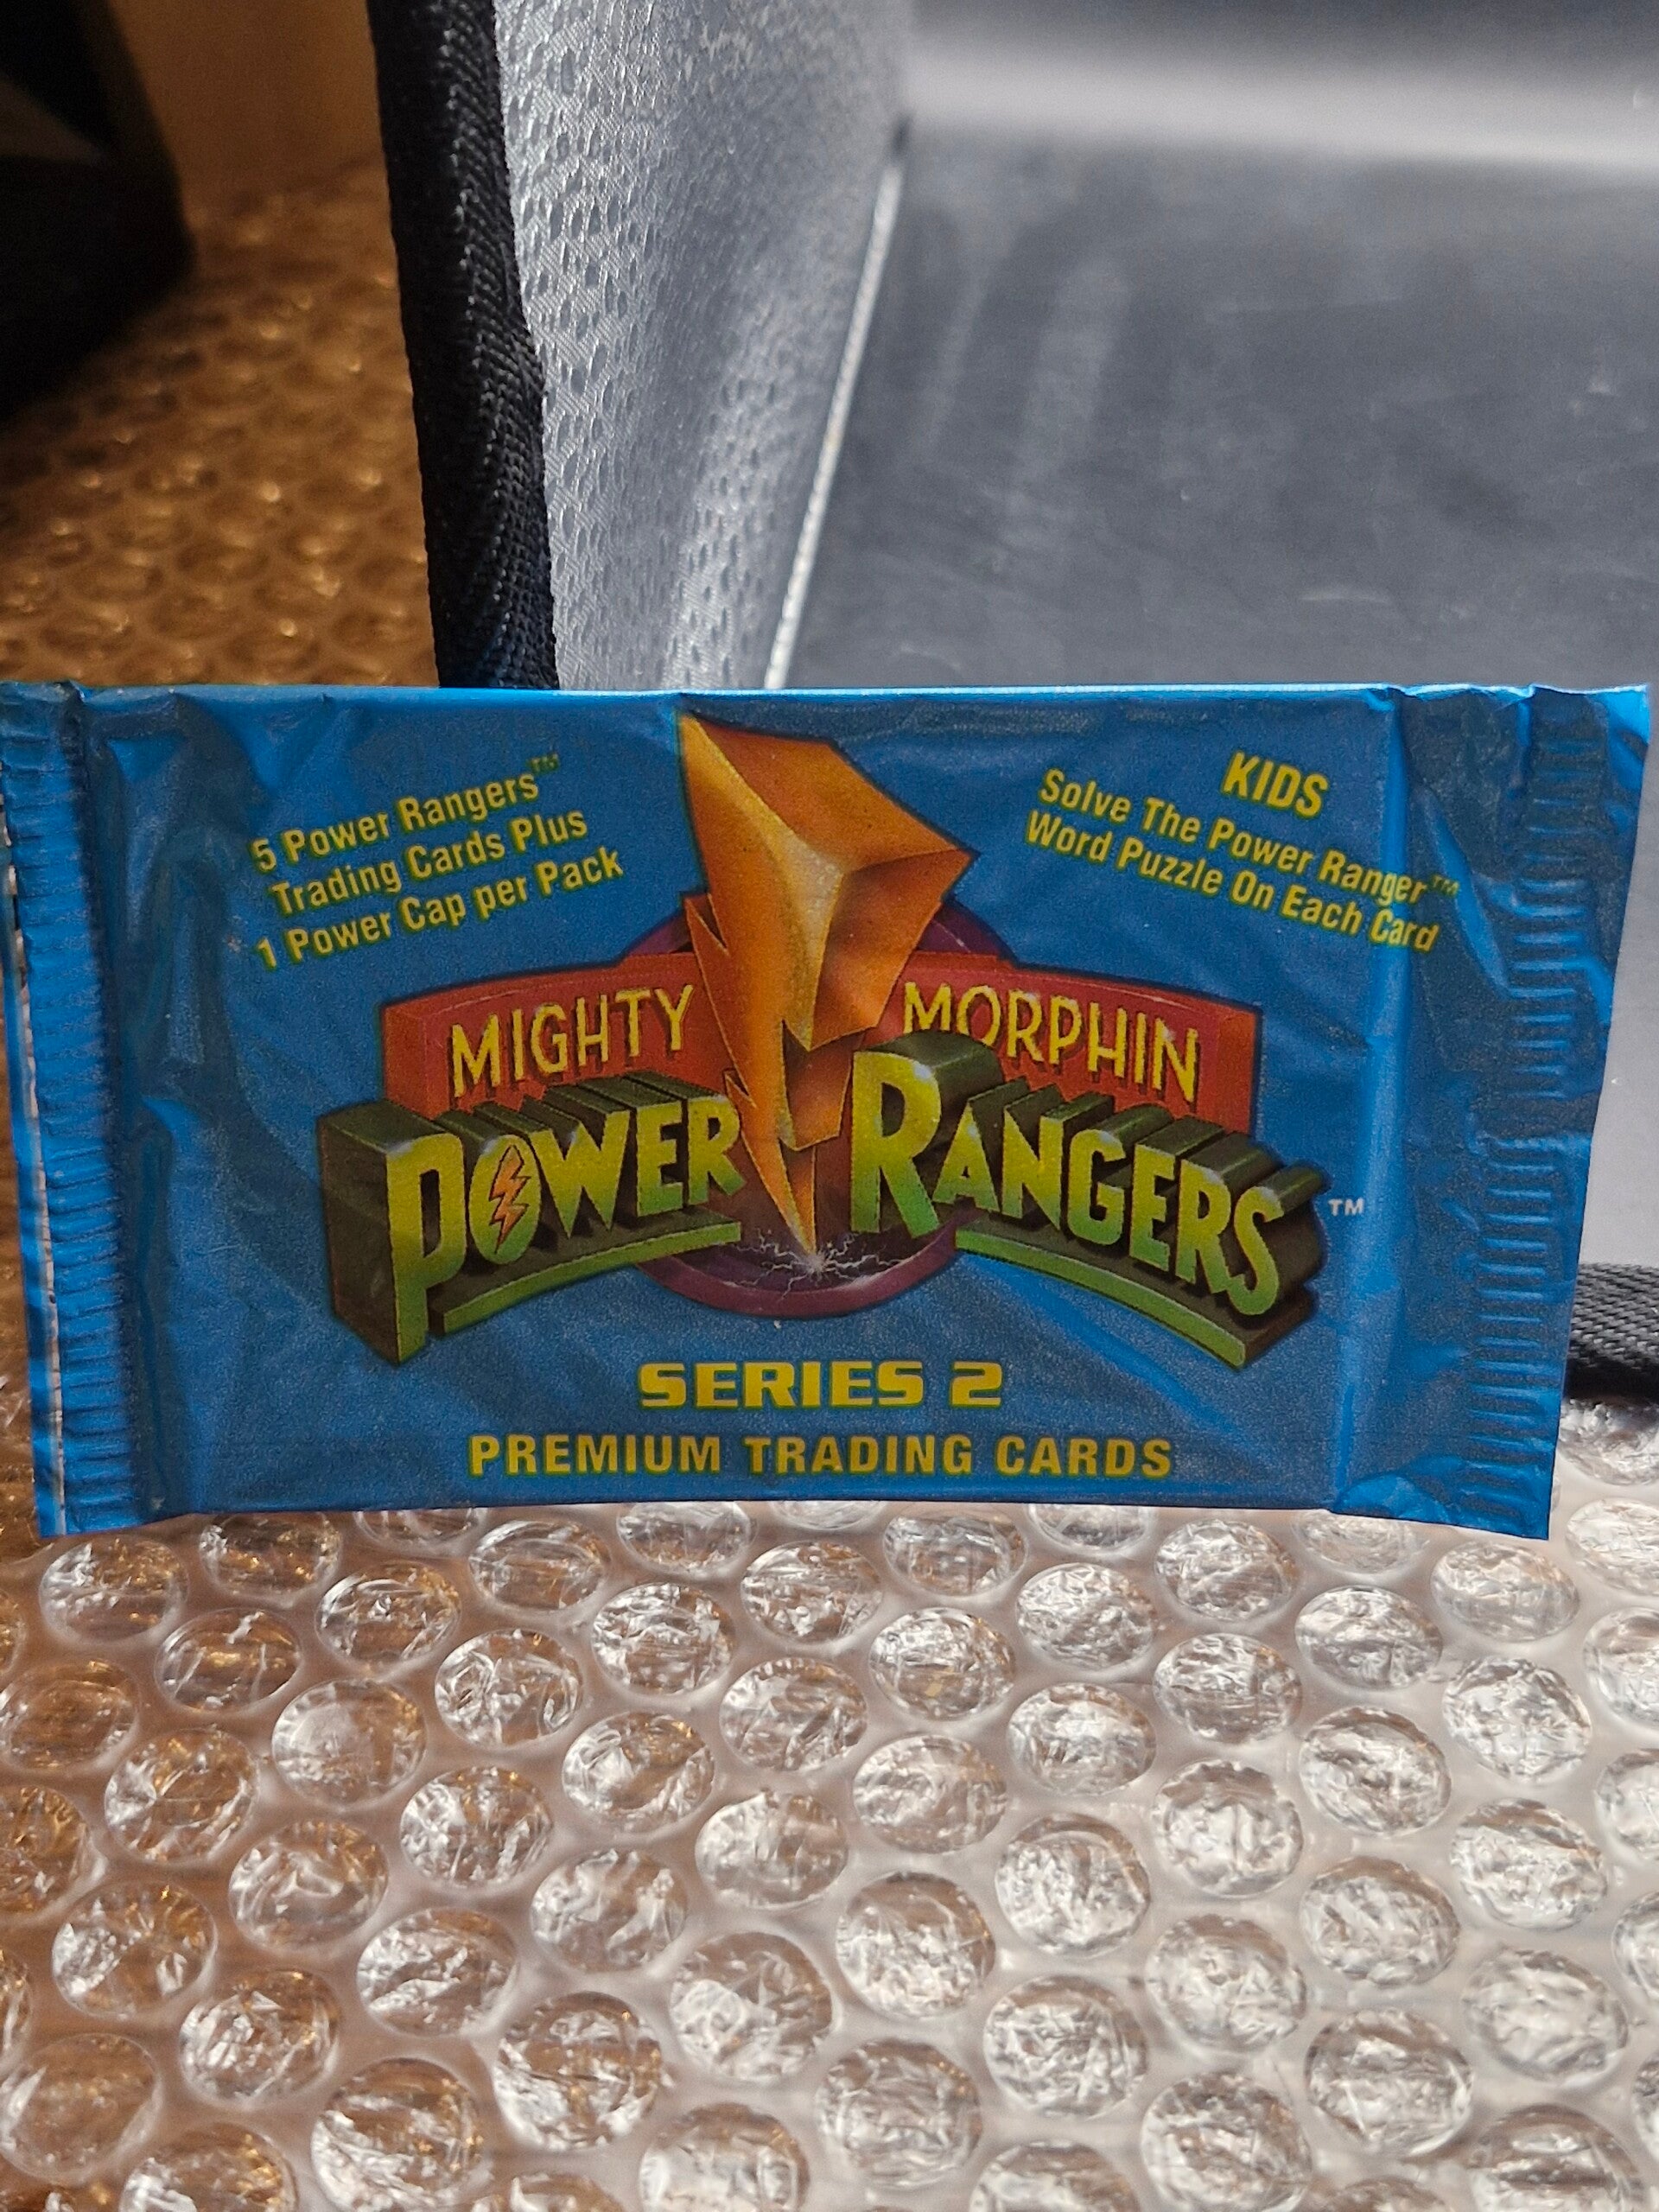 5 Power Rangers™
Trading Cards Plus
1 Power Cap per Pack
KIDS
Solve The Power Ranger™
Word Puzzle On Each Card
MIGHTY MORPHIN
POWER RANGERS™
SERIES 2
PREMIUM TRADING CARDS